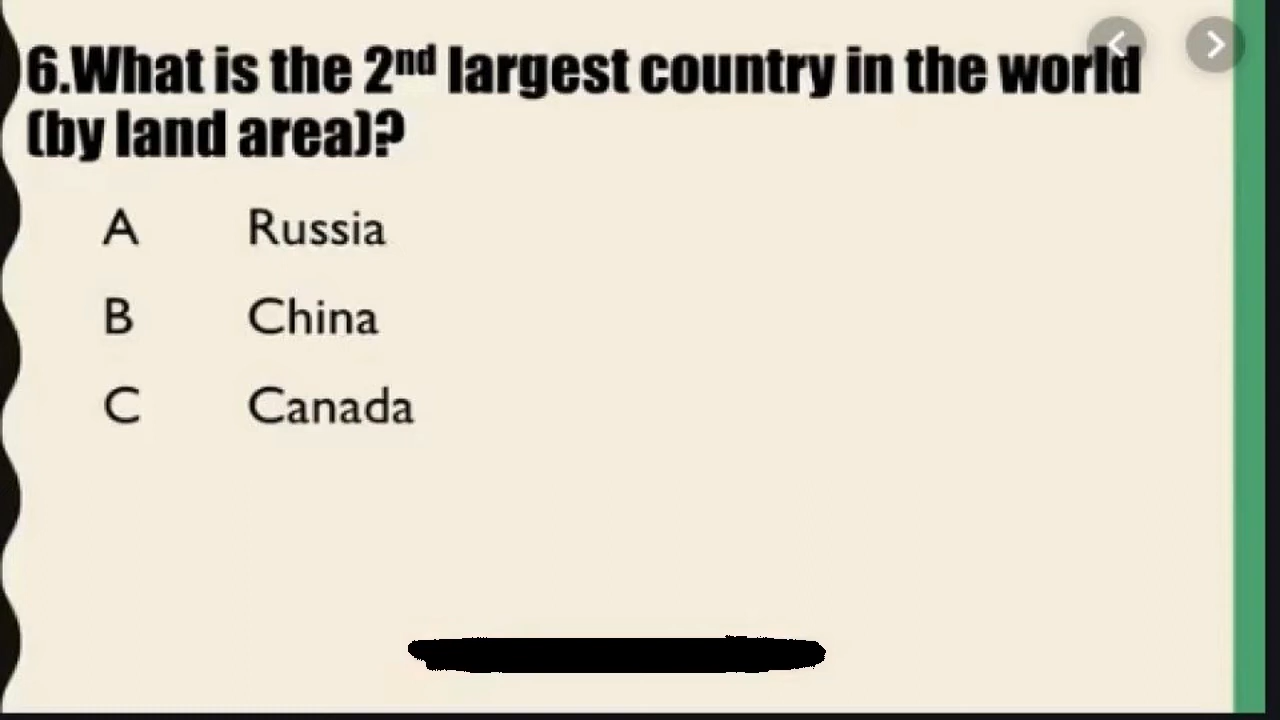 6.What is the 2nd largest country in the world
(by land area)?
A Russia
B China
C Canada